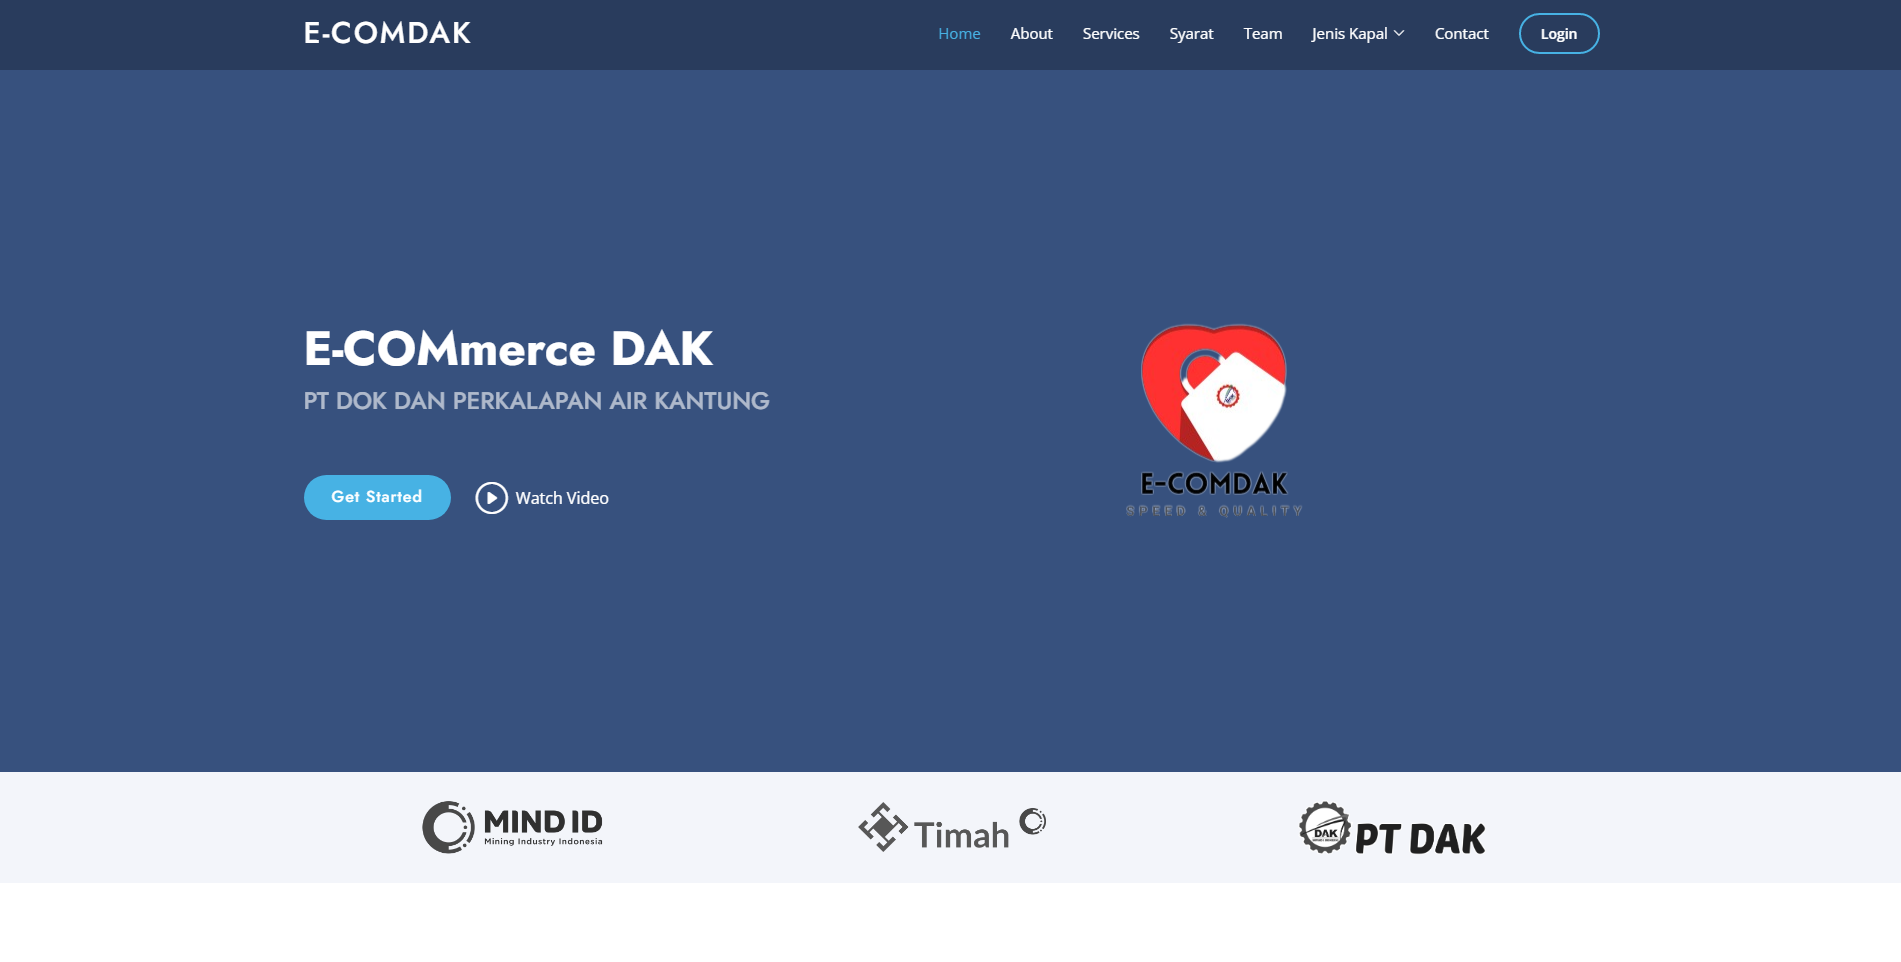 E-COMDAK
Home About Services Syarat Team Jenis Kapal Contact Login
E-COMmerce DAK
PT DOK DAN PERKALAPAN AIR KANTUNG
Get Started Watch Video
E-COMDAK
SPEED & QUALITY
MIND ID
Mining Industry Indonesia
Timah
DAK
PT DAK